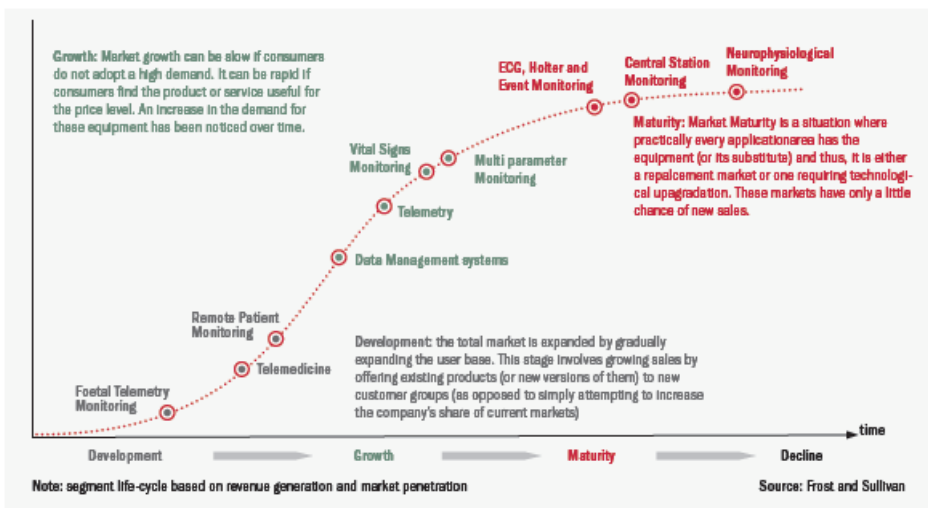 Growth: Market growth can be slow if consumers
do not adopt a high demand. It can be rapid if
consumers find the product or service useful for
the price level. An increase in the demand for
these equipment has been noticed over time.
ECG, Holter and
Event Monitoring
Central Station
Monitoring
Neurophysiological
Monitoring
Maturity: Market Maturity is a situation where
practically every applicationarea has the
equipment (or its substitute) and thus, it is either
a repalcement market or one requiring technologi-
cal upagradation. These markets have only a little
chance of new sales.
Vital Signs
Monitoring
Multi parameter
Monitoring
Telemetry
Data Management systems
Remote Patient
Monitoring
Telemedicine
Foetal Telemetry
Monitoring
Development: the total market is expanded by gradually
expanding the user base. This stage involves growing sales by
offering existing products (or new versions of them) to new
customer groups (as opposed to simply attempting to increase
the company's share of current markets)
time
Development Growth Maturity Decline
Note: segment life-cycle based on revenue generation and market penetration
Source: Frost and Sullivan